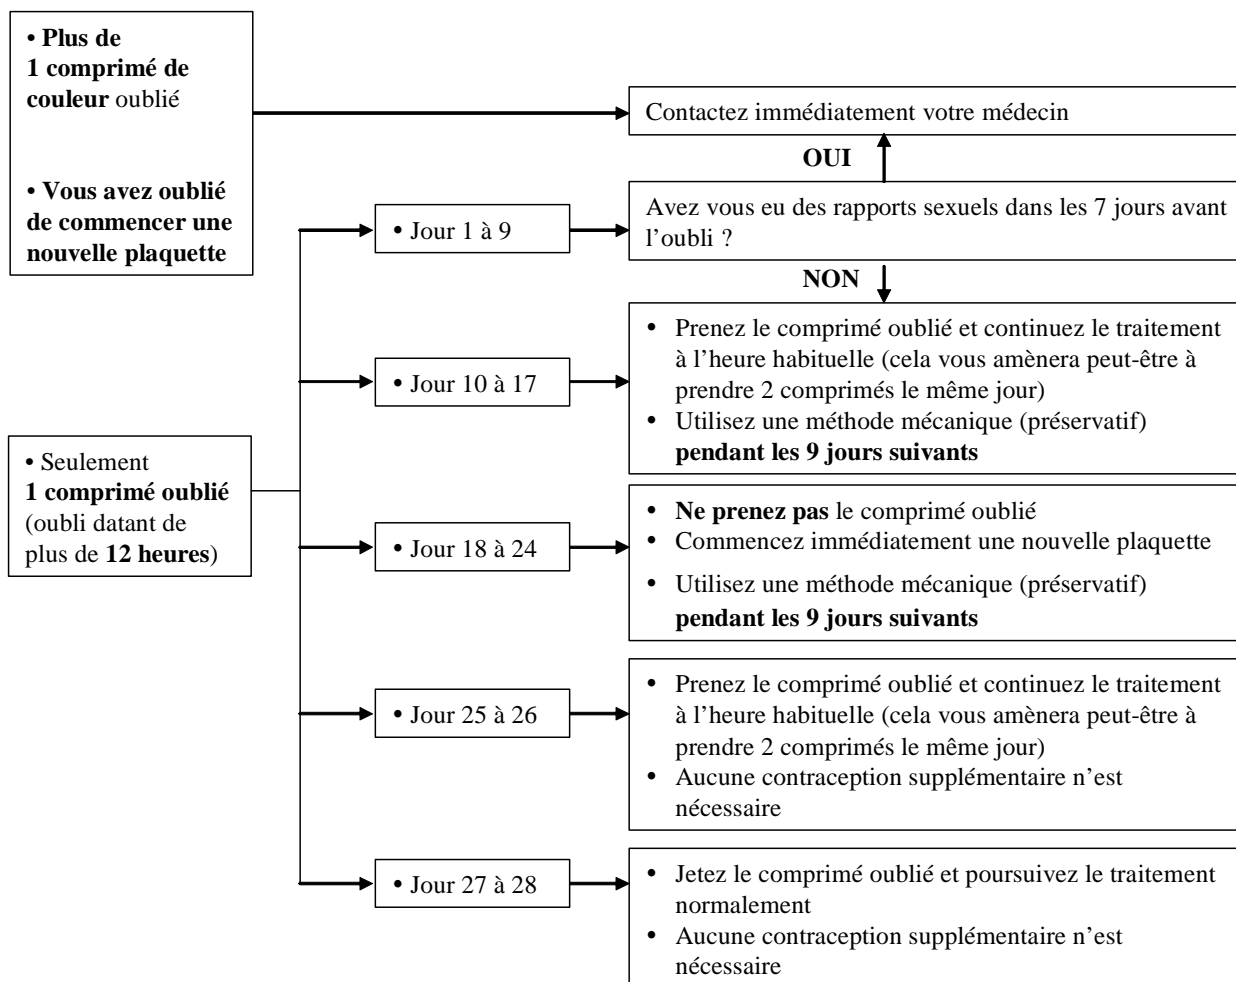 • Plus de
1 comprimé de
couleur oublié
• Vous avez oublié
de commencer une
nouvelle plaquette
Contactez immédiatement votre médecin
OUI
• Jour 1 à 9
Avez vous eu des rapports sexuels dans les 7 jours avant
l’oubli ?
NON
• Jour 10 à 17
• Prenez le comprimé oublié et continuez le traitement
à l’heure habituelle (cela vous amènera peut-être à
prendre 2 comprimés le même jour)
• Utilisez une méthode mécanique (préservatif)
pendant les 9 jours suivants
• Seulement
1 comprimé oublié
(oubli datant de
plus de 12 heures)
• Jour 18 à 24
• Ne prenez pas le comprimé oublié
• Commencez immédiatement une nouvelle plaquette
• Utilisez une méthode mécanique (préservatif)
pendant les 9 jours suivants
• Jour 25 à 26
• Prenez le comprimé oublié et continuez le traitement
à l’heure habituelle (cela vous amènera peut-être à
prendre 2 comprimés le même jour)
• Aucune contraception supplémentaire n’est
nécessaire
• Jour 27 à 28
• Jetez le comprimé oublié et poursuivez le traitement
normalement
• Aucune contraception supplémentaire n’est
nécessaire